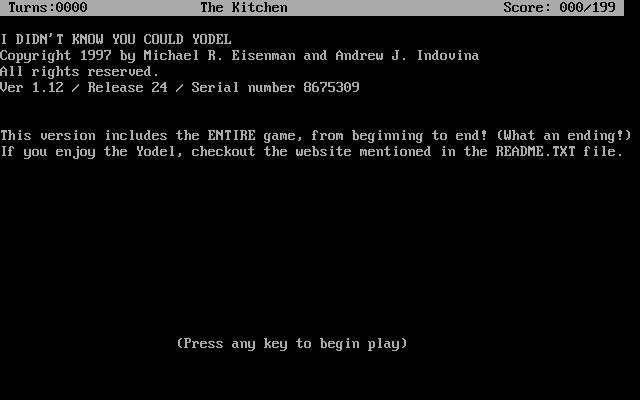 Turns:0000 The Kitchen Score: 000/199
I DIDN'T KNOW YOU COULD YODEL
Copyright 1997 by Michael R. Eisenman and Andrew J. Indovina
All rights reserved.
Ver 1.12 / Release 24 / Serial number 8675309
This version includes the ENTIRE game, from beginning to end! (What an ending!)
If you enjoy the Yodel, checkout the website mentioned in the README.TXT file.
(Press any key to begin play)